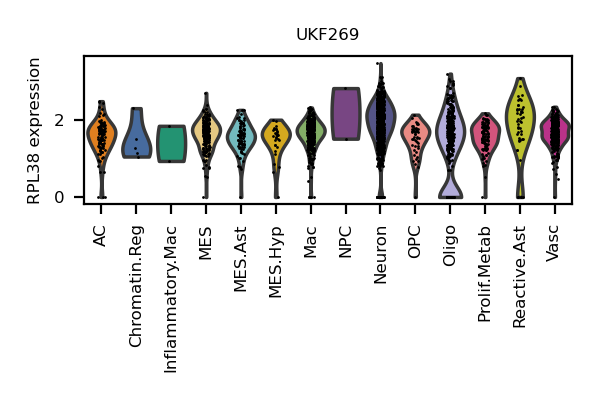 UKF269
RPL38 expression
2
0
AC
Chromatin.Reg
Inflammatory.Mac
MES
MES.Ast
MES.Hyp
Mac
NPC
Neuron
OPC
Oligo
Prolif.Metab
Reactive.Ast
Vasc